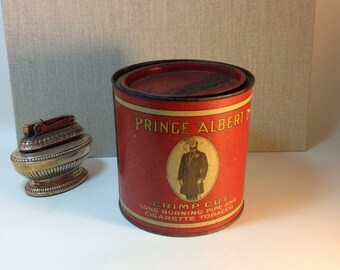 PRINCE ALBERT
CRIMP CUT
LONG BURNING PIPE AND
CIGARETTE TOBACCO